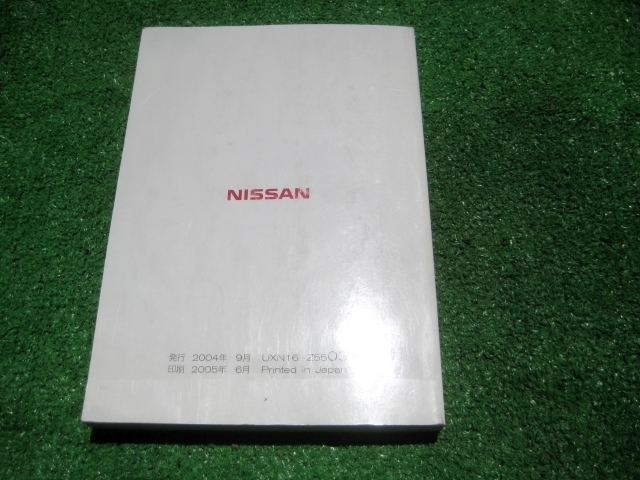 NISSAN
発行 2004年 9月 UXN16
印刷 2005年 6月 Printed in Japan